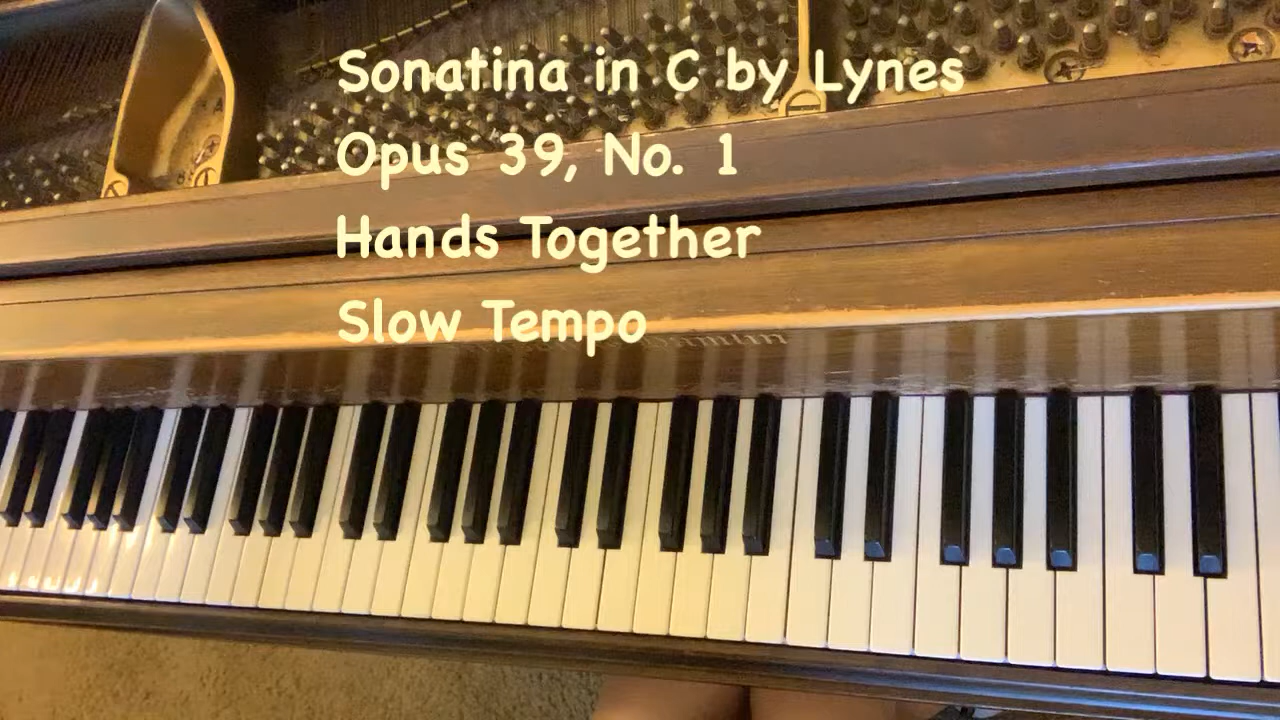 Sonatina in C by Lynes
Opus 39, No. 1
Hands Together
Slow Tempo